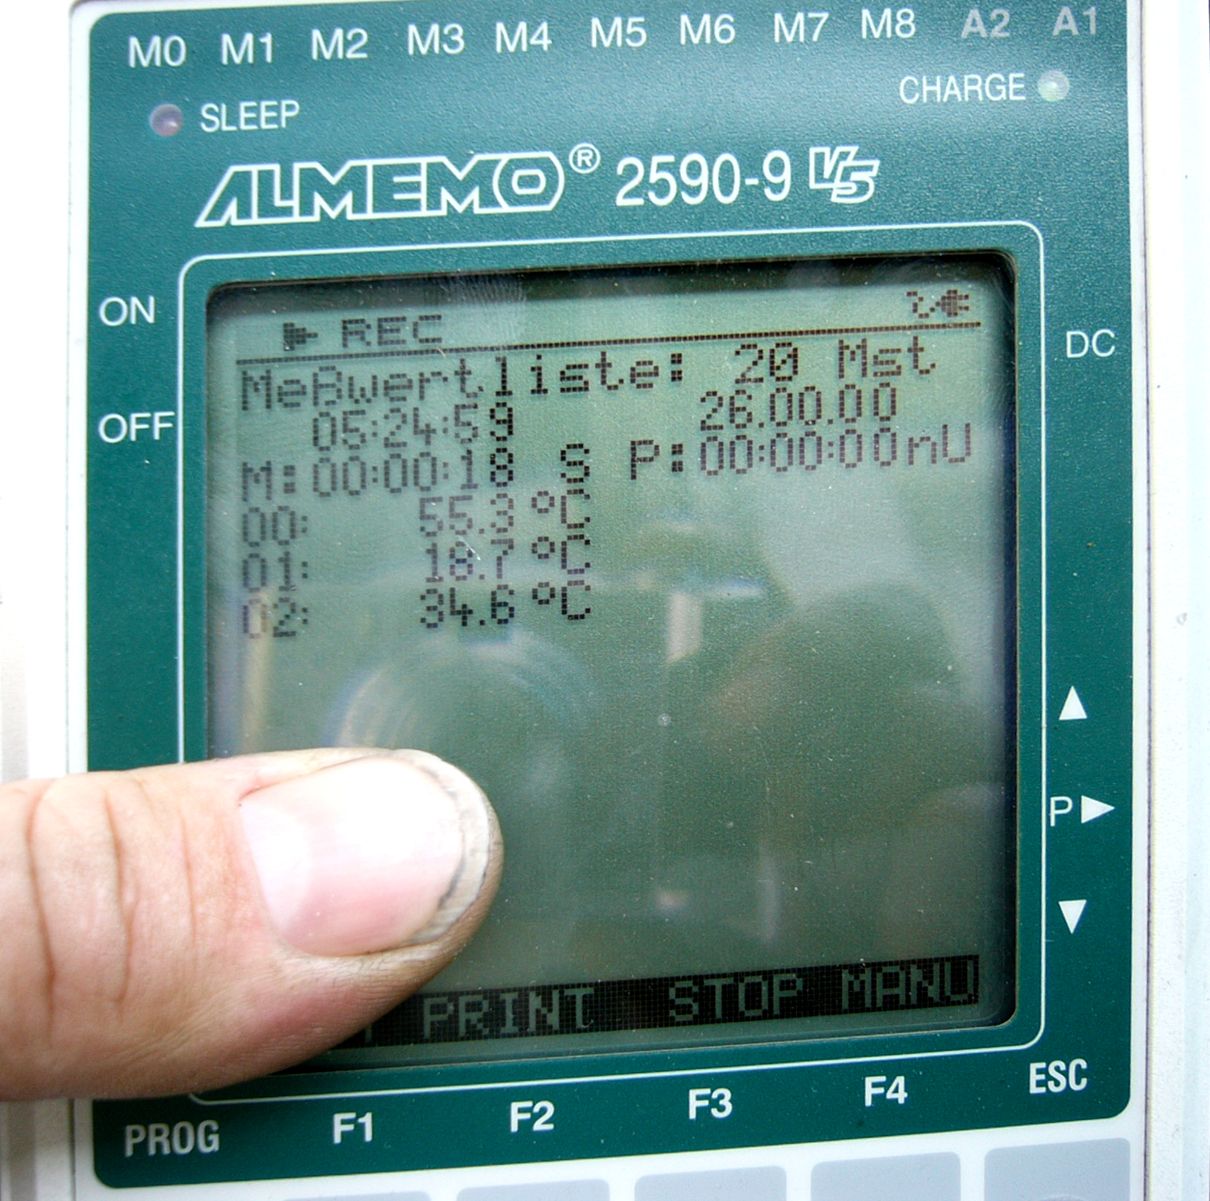 M0 M1 M2 M3 M4 M5 M6 M7 M8 A2 A1
SLEEP CHARGE
ALMEMO® 2590-9 V5
ON
OFF
DC
REC
Meßwertliste: 20 Mst
05:24:59 26.00.00
M:00:00:18 S P:00:00:00nU
00: 55.3 °C
01: 18.7 °C
02: 34.6 °C
P
PRINT STOP MANU
PROG F1 F2 F3 F4 ESC